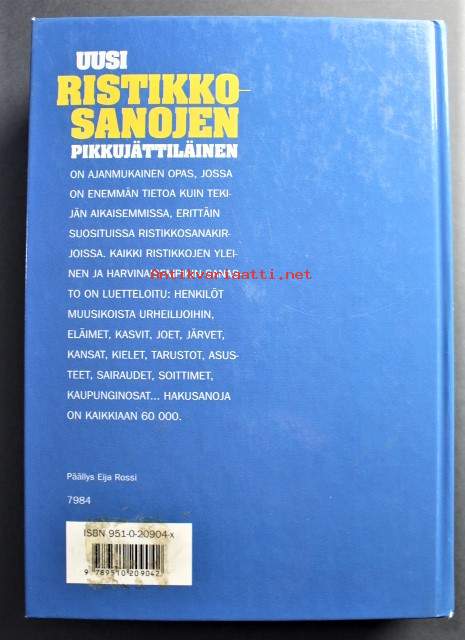 UUSI
RISTIKKO-
SANOJEN
PIKKUJÄTTILÄINEN
ON AJANMUKAINEN OPAS, JOSSA
ON ENEMMÄN TIETOA KUIN TEKI-
JÄN AIKAISEMMISSA, ERITTÄIN
SUOSITUISSA RISTIKKOSANAKIR-
JOISSA. KAIKKI RISTIKKOJEN YLEI-
NEN JA
Antikvariaatti.net
TO ON LUETTELOITU: HENKILÖT
MUUSIKOISTA URHEILIJOIHIN,
ELÄIMET, KASVIT, JOET, JÄRVET,
KANSAT, KIELET, TARUSTOT, ASUS-
TEET, SAIRAUDET, SOITTIMET,
KAUPUNGINOSAT... HAKUSANOJA
ON KAIKKIAAN 60 000.
Päällys Eija Rossi
7984
ISBN 951-0-20904-x
9 789510 209042